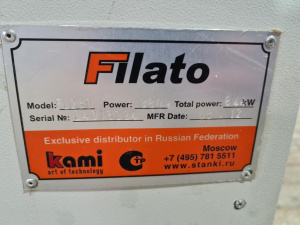 Filato
Model: Power: Total power: kW
Serial №: MFR Date:
Exclusive distributor in Russian Federation
kami
art of technology
Moscow
+7 (495) 781 5511
www.stanki.ru